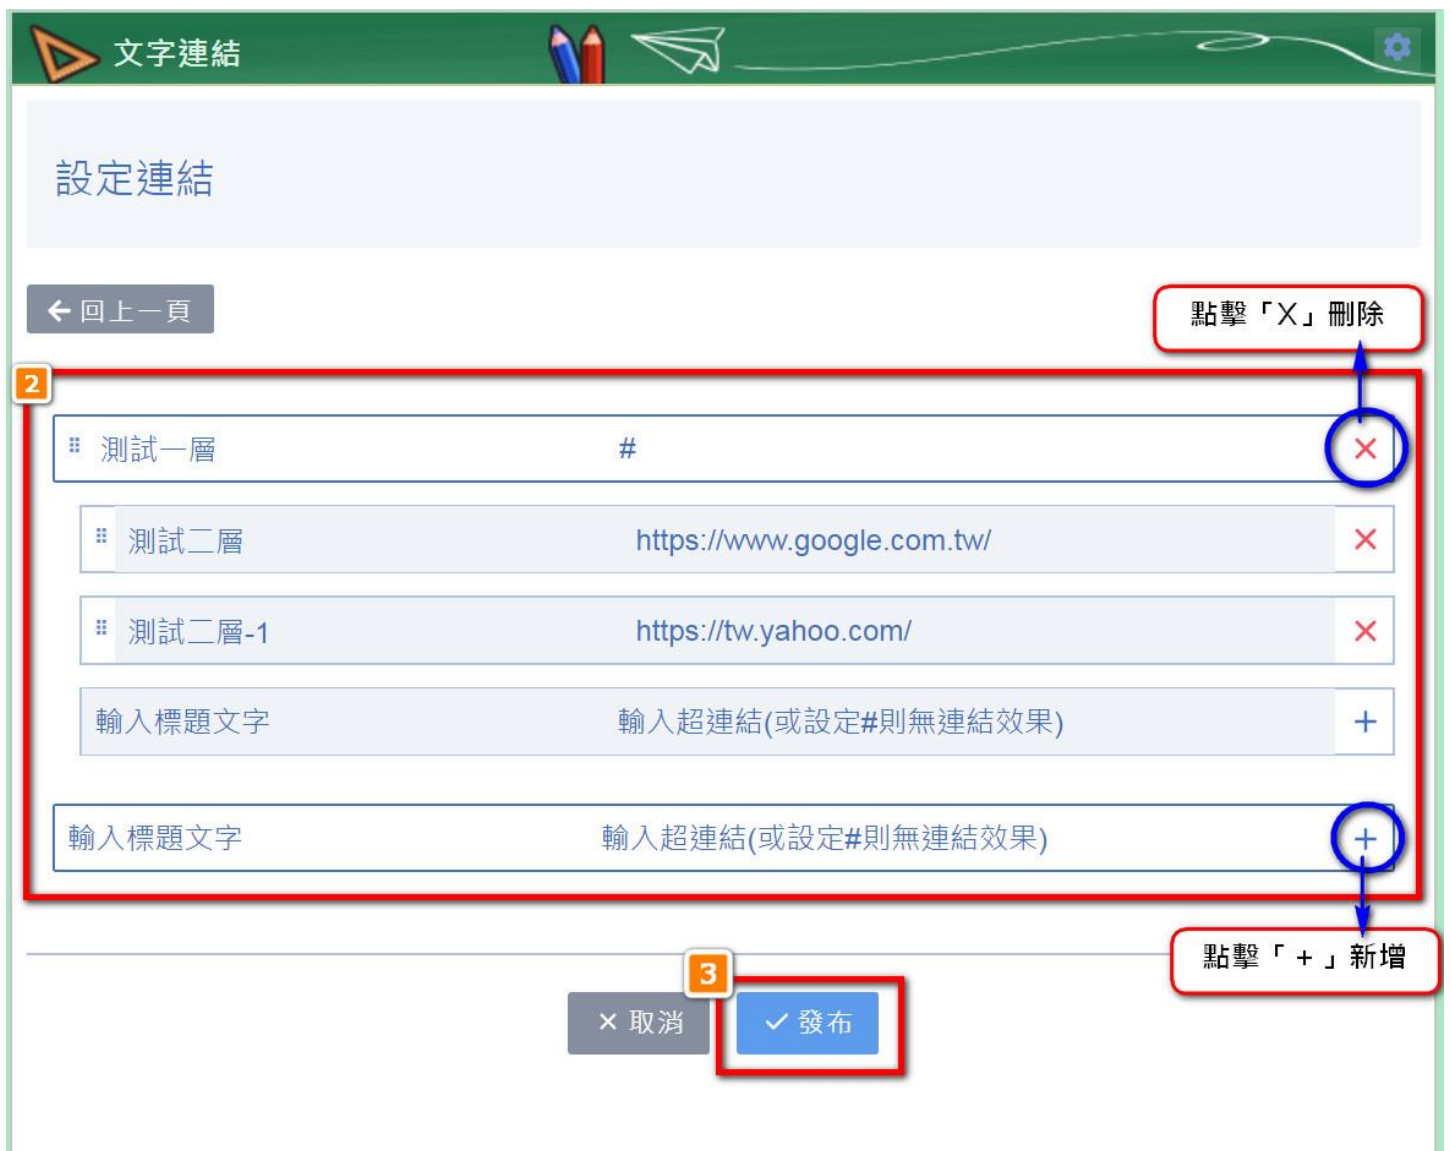 文字連結
設定連結
回上一頁
點擊「X」刪除
2
測試一層 #
測試二層 https://www.google.com.tw/
測試二層-1 https://tw.yahoo.com/
輸入標題文字 輸入超連結(或設定#則無連結效果)
輸入標題文字 輸入超連結(或設定#則無連結效果)
點擊「+」新增
3
取消 發布